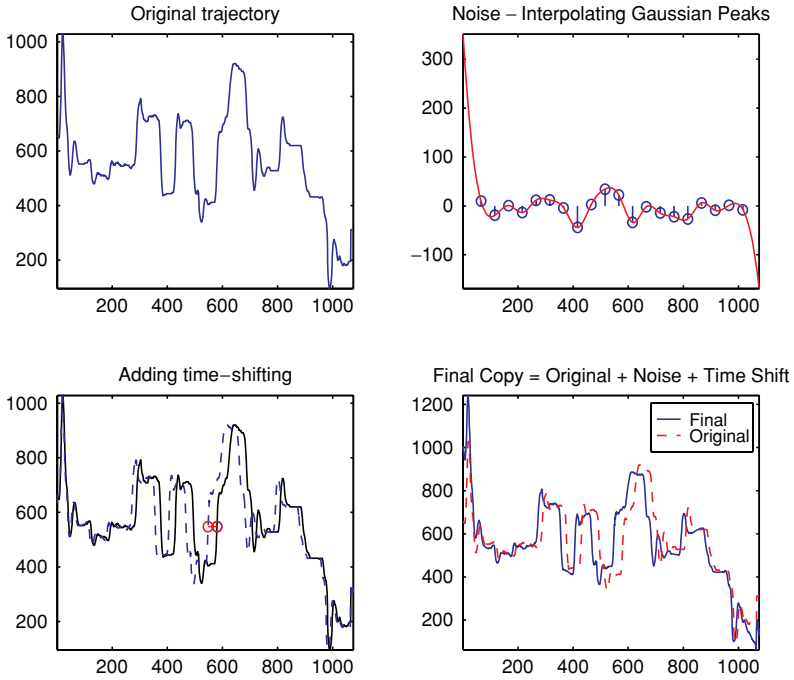 Original trajectory
1000
800
600
400
200
200 400 600 800 1000
Noise − Interpolating Gaussian Peaks
300
200
100
0
−100
200 400 600 800 1000
Adding time−shifting
1000
800
600
400
200
200 400 600 800 1000
Final Copy = Original + Noise + Time Shift
1200
1000
800
600
400
200
Final
Original
200 400 600 800 1000